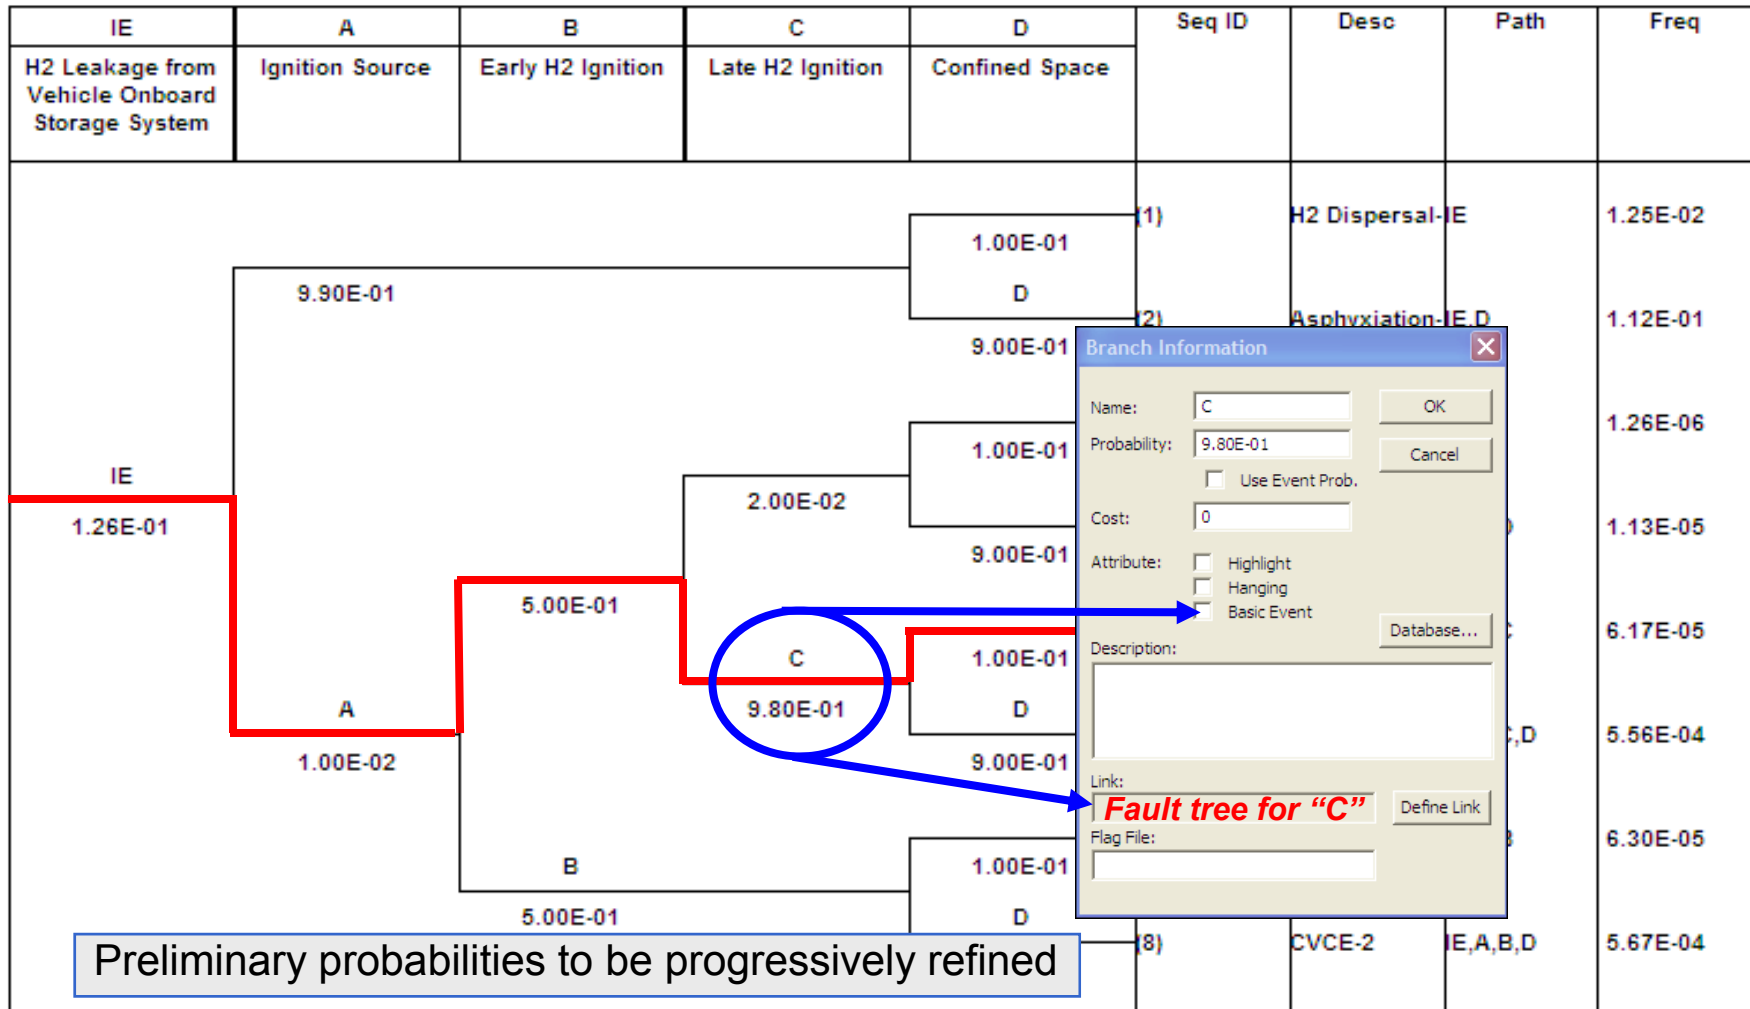 IE A B C D Seq ID Desc Path Freq
H2 Leakage from Vehicle Onboard Storage System
Ignition Source
Early H2 Ignition
Late H2 Ignition
Confined Space
(1) H2 Dispersal- IE 1.25E-02
1.00E-01
9.90E-01 D
(2) Asphyxiation- IE,D 1.12E-01
9.00E-01
1.26E-06
1.00E-01
IE
2.00E-02
1.26E-01 1.13E-05
9.00E-01
5.00E-01
6.17E-05
C 1.00E-01
A 9.80E-01 D
C,D 5.56E-04
1.00E-02 9.00E-01
6.30E-05
B 1.00E-01
5.00E-01 D
(8) CVCE-2 IE,A,B,D 5.67E-04
Branch Information
Name: C OK
Probability: 9.80E-01 Cancel
Use Event Prob.
Cost: 0
Attribute: Highlight
Hanging
Basic Event
Database...
Description:
Link:
Fault tree for “C” Define Link
Flag File:
Preliminary probabilities to be progressively refined